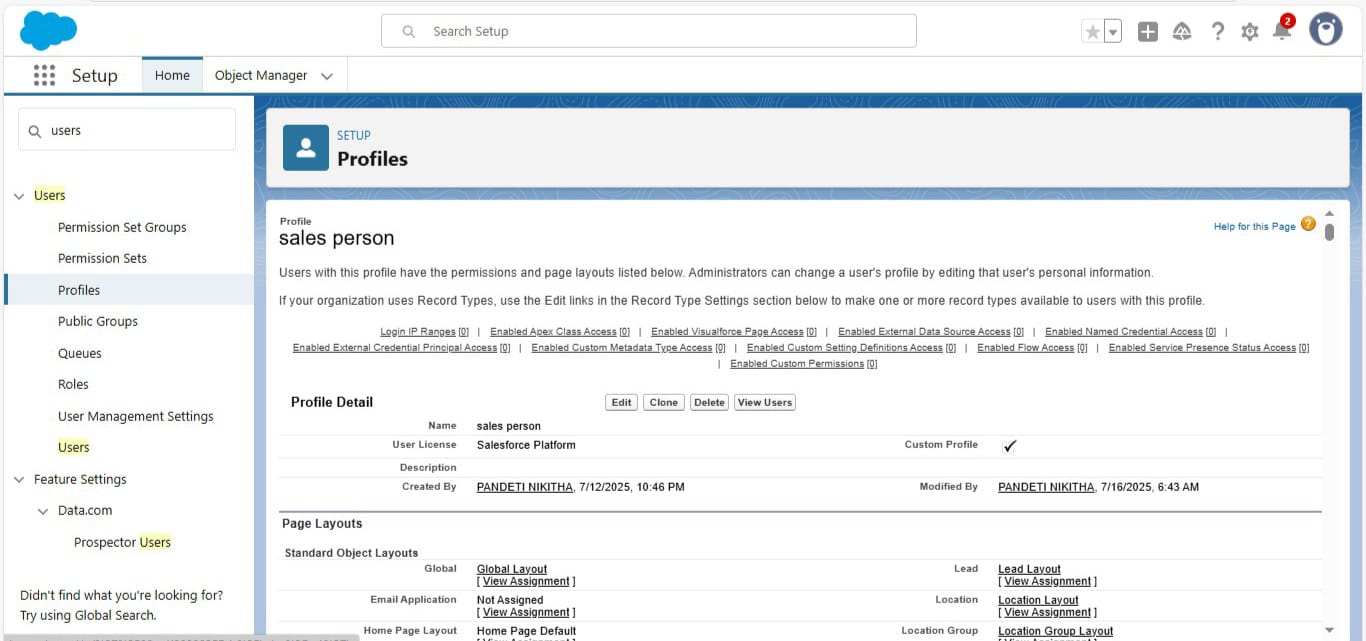 Search Setup
2
Setup
Home
Object Manager
users
Users
Permission Set Groups
Permission Sets
Profiles
Public Groups
Queues
Roles
User Management Settings
Users
Feature Settings
Data.com
Prospector Users
Didn't find what you're looking for?
Try using Global Search.
SETUP
Profiles
Profile
sales person
Help for this Page ?
Users with this profile have the permissions and page layouts listed below. Administrators can change a user's profile by editing that user's personal information.
If your organization uses Record Types, use the Edit links in the Record Type Settings section below to make one or more record types available to users with this profile.
Login IP Ranges [0] | Enabled Apex Class Access [0] | Enabled Visualforce Page Access [0] | Enabled External Data Source Access [0] | Enabled Named Credential Access [0] |
Enabled External Credential Principal Access [0] | Enabled Custom Metadata Type Access [0] | Enabled Custom Setting Definitions Access [0] | Enabled Flow Access [0] | Enabled Service Presence Status Access [0]
| Enabled Custom Permissions [0]
Profile Detail Edit Clone Delete View Users
Name sales person
User License Salesforce Platform Custom Profile ✓
Description
Created By PANDETI NIKITHA, 7/12/2025, 10:46 PM Modified By PANDETI NIKITHA, 7/16/2025, 6:43 AM
Page Layouts
Standard Object Layouts
Global Global Layout Lead Lead Layout
[ View Assignment ] [ View Assignment ]
Email Application Not Assigned Location Location Layout
[ View Assignment ] [ View Assignment ]
Home Page Layout Home Page Default Location Group Location Group Layout